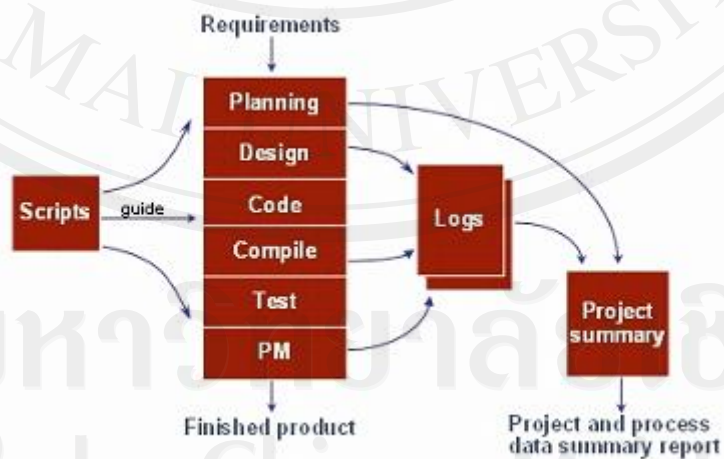 Requirements
Planning
Design
Scripts
guide
Code
Logs
Compile
Test
Project
summary
PM
Finished product
Project and process
data summary report